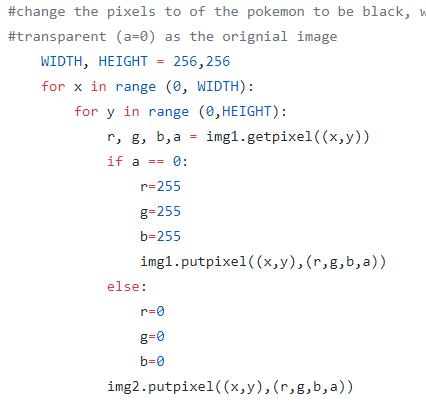 #change the pixels to of the pokemon to be black, w
#transparent (a=0) as the orignial image
    WIDTH, HEIGHT = 256,256
    for x in range (0, WIDTH):
        for y in range (0,HEIGHT):
            r, g, b,a = img1.getpixel((x,y))
            if a == 0:
                r=255
                g=255
                b=255
                img1.putpixel((x,y),(r,g,b,a))
            else:
                r=0
                g=0
                b=0
            img2.putpixel((x,y),(r,g,b,a))